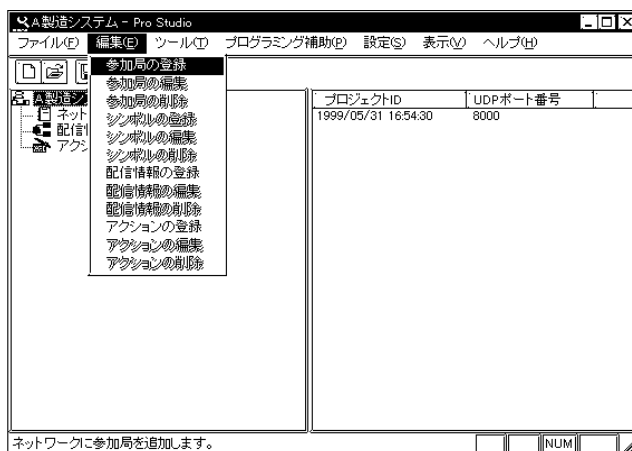 A製造システム - Pro Studio
ファイル(F) 編集(E) ツール(T) プログラミング補助(P) 設定(S) 表示(V) ヘルプ(H)
参加局の登録
参加局の編集
参加局の削除
シンボルの登録
シンボルの編集
シンボルの削除
配信情報の登録
配信情報の編集
配信情報の削除
アクションの登録
アクションの編集
アクションの削除
A製造シ
ネット
配信
アクシ
プロジェクトID UDPポート番号
1999/05/31 16:54:30 8000
ネットワークに参加局を追加します。 NUM